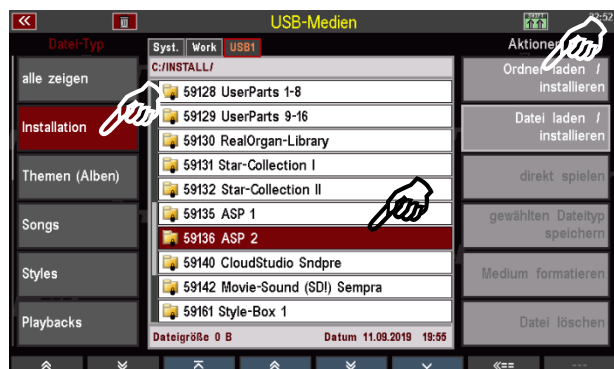 USB-Medien
22:52
Datei-Typ
Syst. Work USB1
Aktionen
C:/INSTALL/
alle zeigen
Installation
Themen (Alben)
Songs
Styles
Playbacks
59128 UserParts 1-8
59129 UserParts 9-16
59130 RealOrgan-Library
59131 Star-Collection I
59132 Star-Collection II
59135 ASP 1
59136 ASP 2
59140 CloudStudio Sndpre
59142 Movie-Sound (SD!) Sempra
59161 Style-Box 1
Dateigröße 0 B Datum 11.09.2019 19:55
Ordner laden /
installieren
Datei laden /
installieren
direkt spielen
gewählten Dateityp
speichern
Medium formatieren
Datei löschen
«==
---